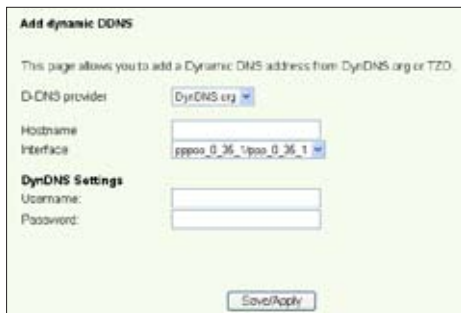 Add dynamic DDNS
This page allows you to add a Dynamic DNS address from DynDNS.org or TZO.
D-DNS provider DynDNS.org
Hostname
Interface pppoe_0_35_1/ppp_0_35_1
DynDNS Settings
Username:
Password:
Save/Apply